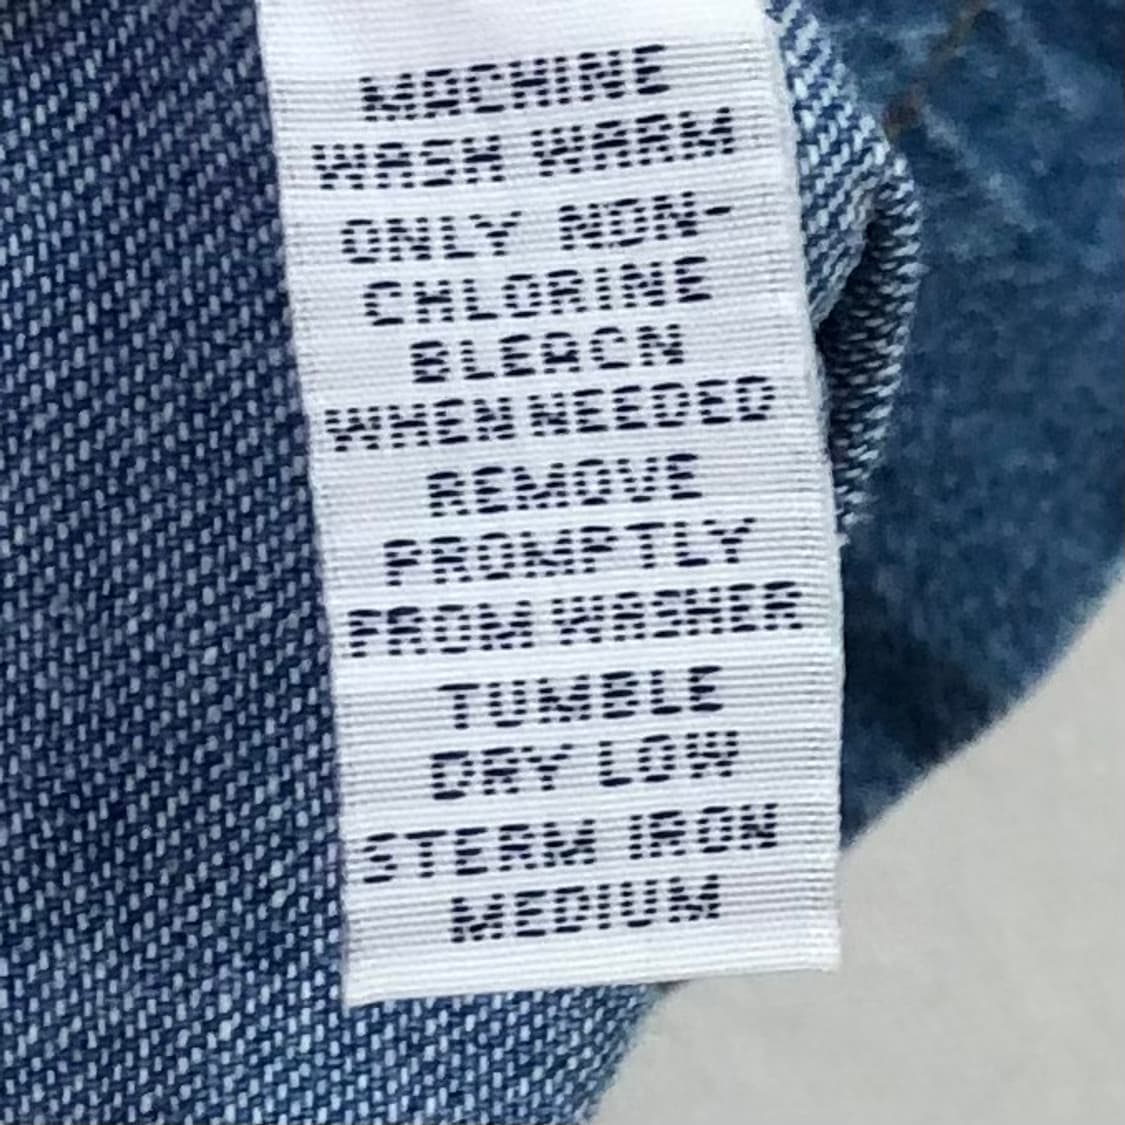 MACHINE
WASH WARM
ONLY NON-
CHLORINE
BLEACN
WHEN NEEDED
REMOVE
PROMPTLY
FROM WASHER
TUMBLE
DRY LOW
STERM IRON
MEDIUM